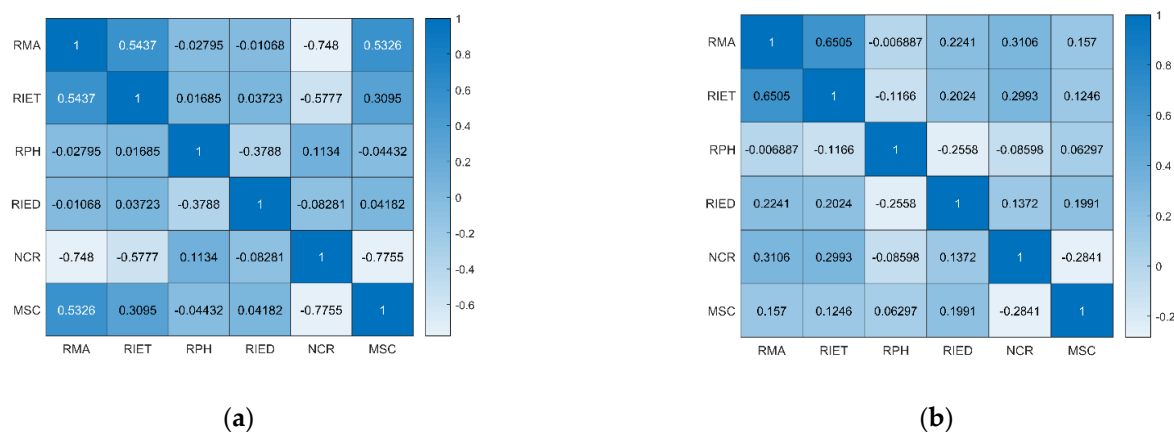 RMA 1 0.5437 -0.02795 -0.01068 -0.748 0.5326
RIET 0.5437 1 0.01685 0.03723 -0.5777 0.3095
RPH -0.02795 0.01685 1 -0.3788 0.1134 -0.04432
RIED -0.01068 0.03723 -0.3788 1 -0.08281 0.04182
NCR -0.748 -0.5777 0.1134 -0.08281 1 -0.7755
MSC 0.5326 0.3095 -0.04432 0.04182 -0.7755 1
RMA RIET RPH RIED NCR MSC
1
0.8
0.6
0.4
0.2
0
-0.2
-0.4
-0.6
(a)
RMA 1 0.6505 -0.006887 0.2241 0.3106 0.157
RIET 0.6505 1 -0.1166 0.2024 0.2993 0.1246
RPH -0.006887 -0.1166 1 -0.2558 -0.08598 0.06297
RIED 0.2241 0.2024 -0.2558 1 0.1372 0.1991
NCR 0.3106 0.2993 -0.08598 0.1372 1 -0.2841
MSC 0.157 0.1246 0.06297 0.1991 -0.2841 1
RMA RIET RPH RIED NCR MSC
1
0.8
0.6
0.4
0.2
0
-0.2
(b)